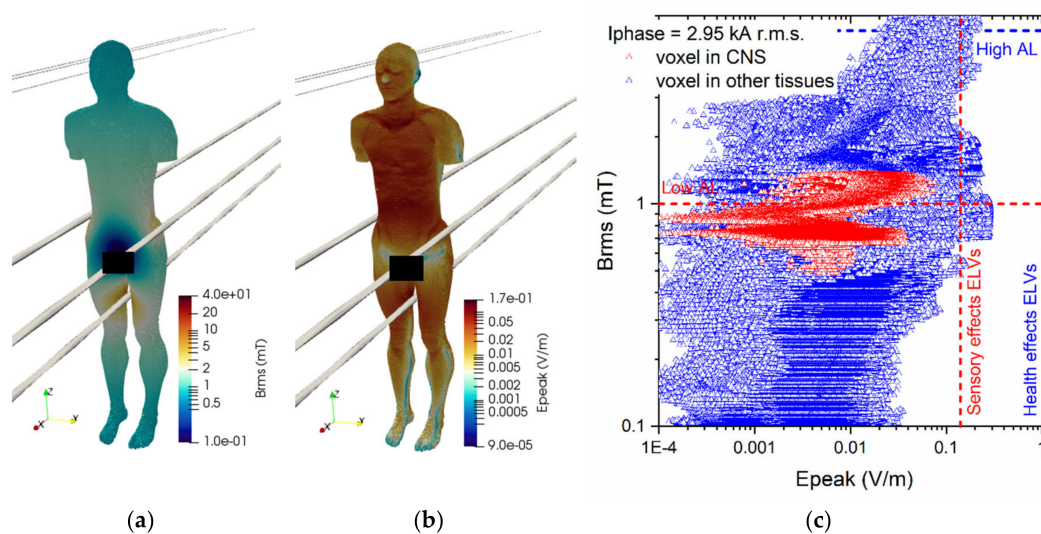 4.0e+01
20
10
5
2
1
0.5
1.0e-01
Brms (mT)
Z
X
Y
(a)
1.7e-01
0.05
0.02
0.01
0.005
0.002
0.001
0.0005
9.0e-05
Epeak (V/m)
Z
X
Y
(b)
Iphase = 2.95 kA r.m.s.
voxel in CNS
voxel in other tissues
High AL
Low AL
Sensory effects ELVs
Health effects ELVs
Brms (mT)
1
0.1
1E-4
0.001
0.01
0.1
1
Epeak (V/m)
(c)